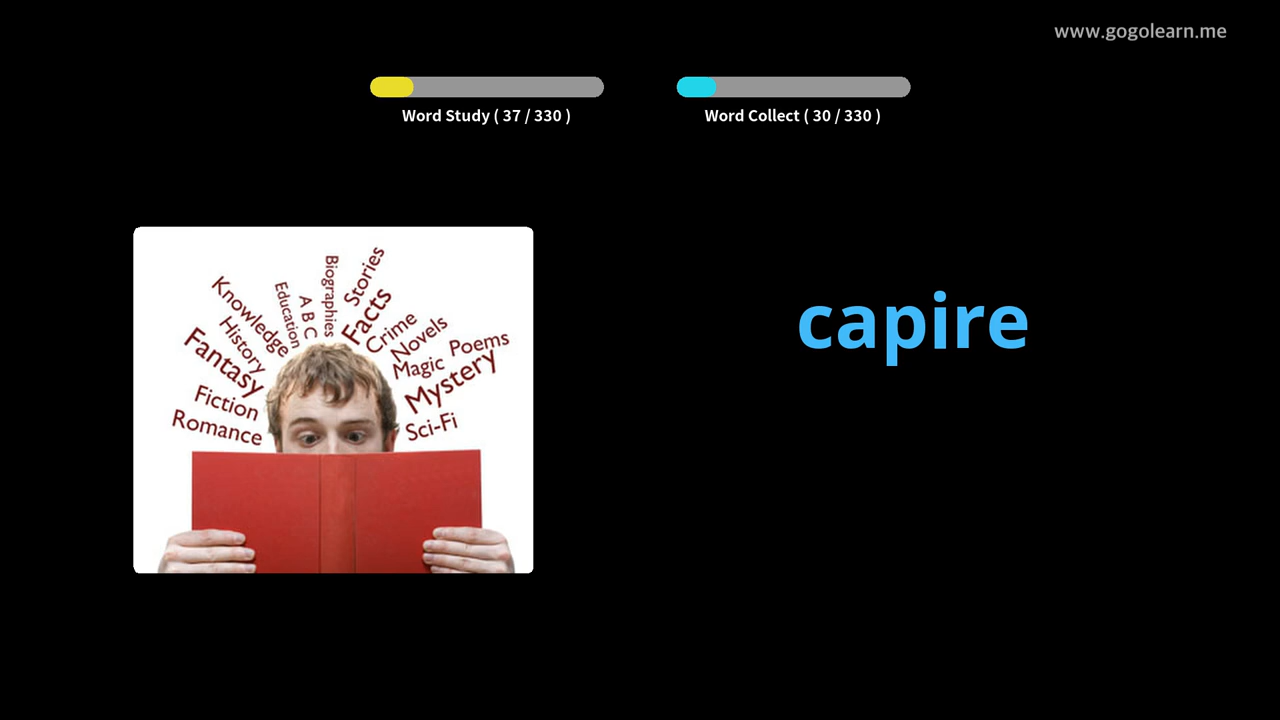 www.gogolearn.me
Word Study ( 37 / 330 )
Word Collect ( 30 / 330 )
capire
Biographies
Stories
Education
A B C
Facts
Knowledge
History
Crime
Novels
Poems
Fantasy
Magic
Mystery
Fiction
Romance
Sci-Fi